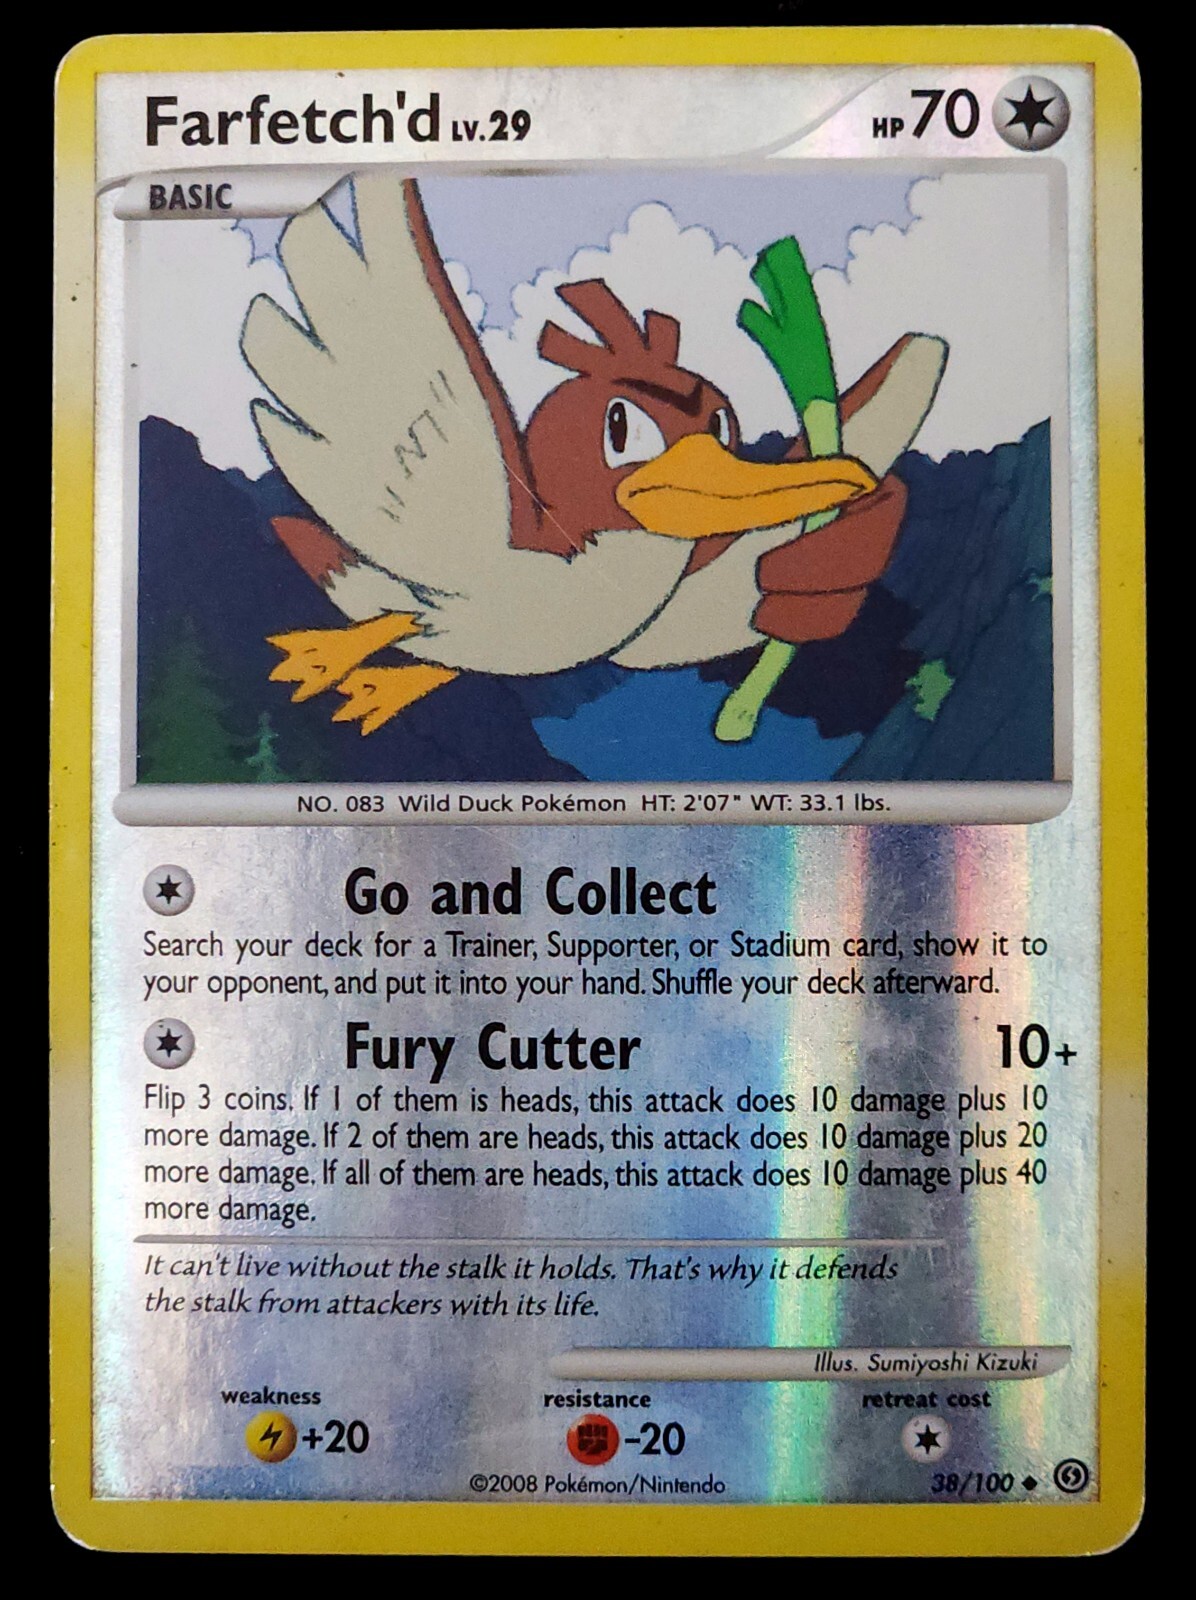 Farfetch'd LV.29 HP 70
BASIC
NO. 083 Wild Duck Pokémon HT: 2'07" WT: 33.1 lbs.
Go and Collect
Search your deck for a Trainer, Supporter, or Stadium card, show it to
your opponent, and put it into your hand. Shuffle your deck afterward.
Fury Cutter 10+
Flip 3 coins. If 1 of them is heads, this attack does 10 damage plus 10
more damage. If 2 of them are heads, this attack does 10 damage plus 20
more damage. If all of them are heads, this attack does 10 damage plus 40
more damage.
It can't live without the stalk it holds. That's why it defends
the stalk from attackers with its life.
Illus. Sumiyoshi Kizuki
weakness resistance retreat cost
+20 -20
©2008 Pokémon/Nintendo 38/100